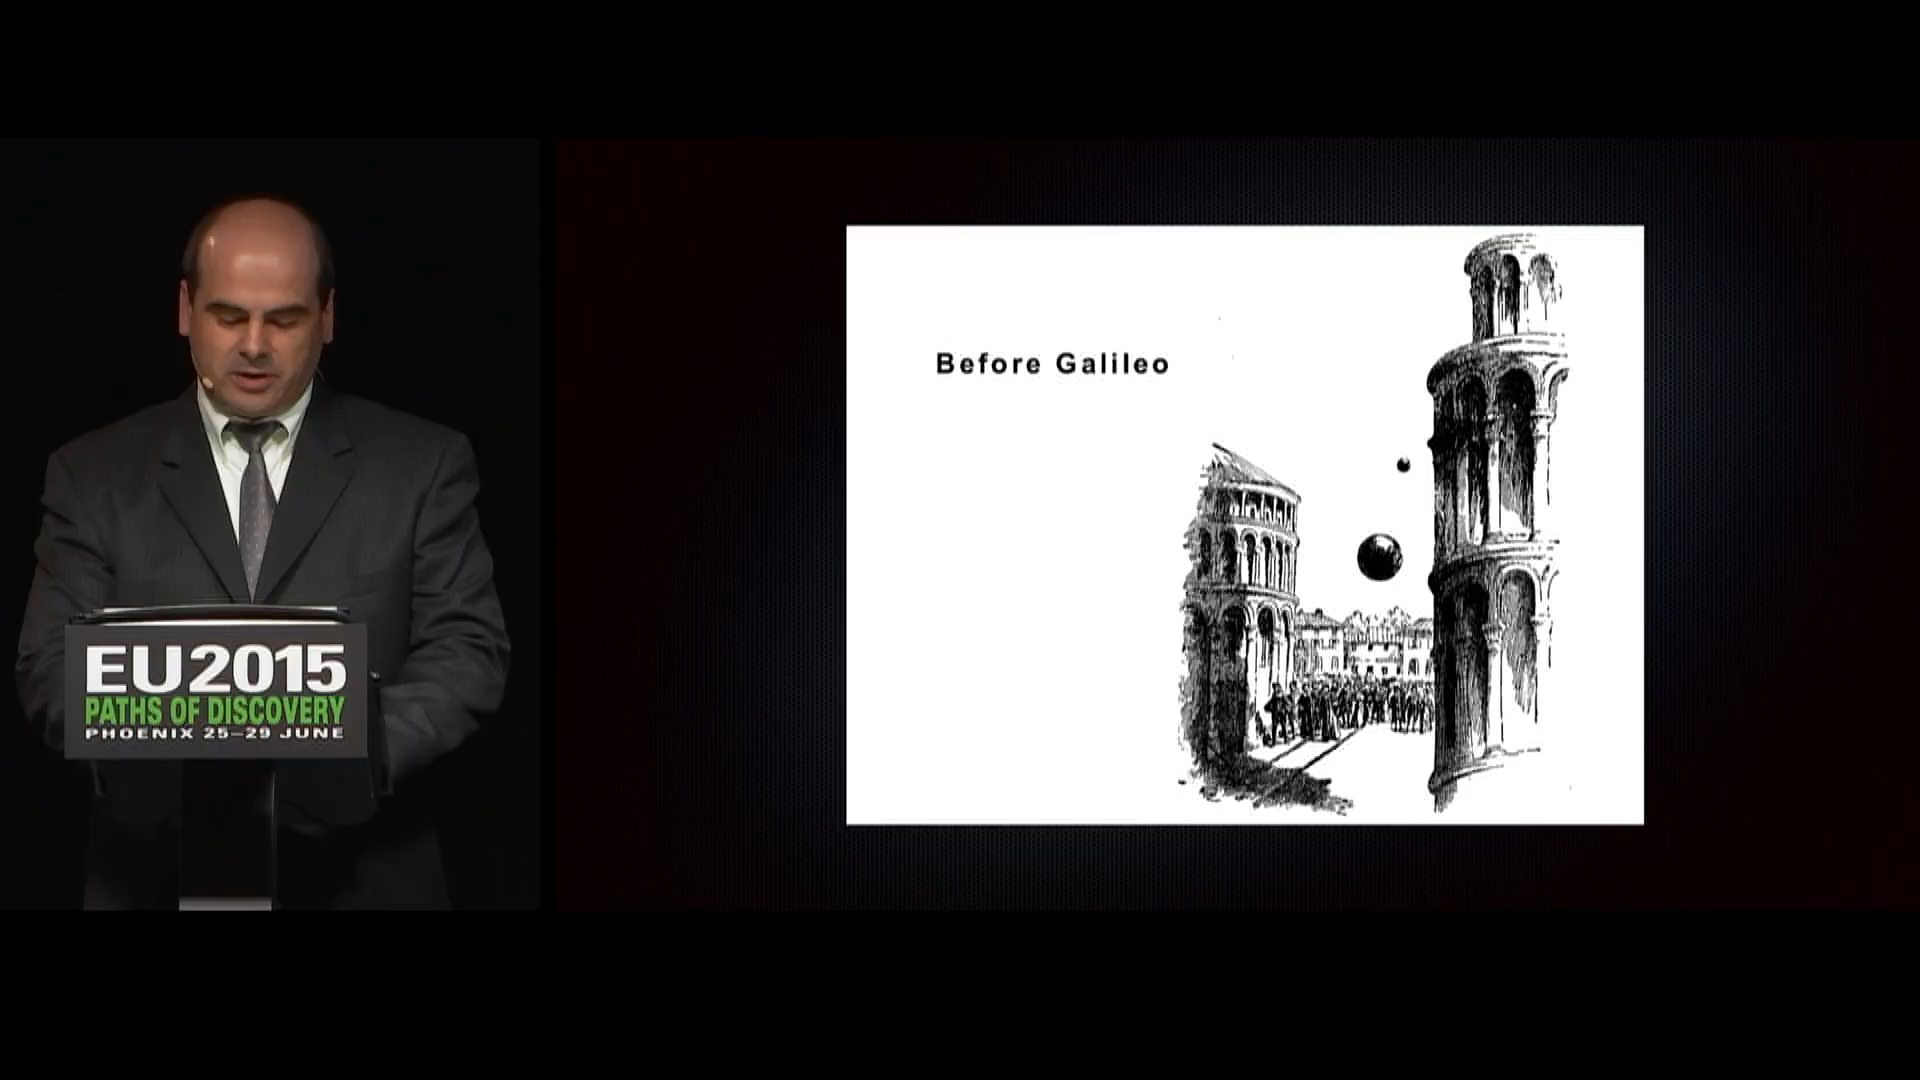 EU2015
PATHS OF DISCOVERY
PHOENIX 25–29 JUNE
Before Galileo